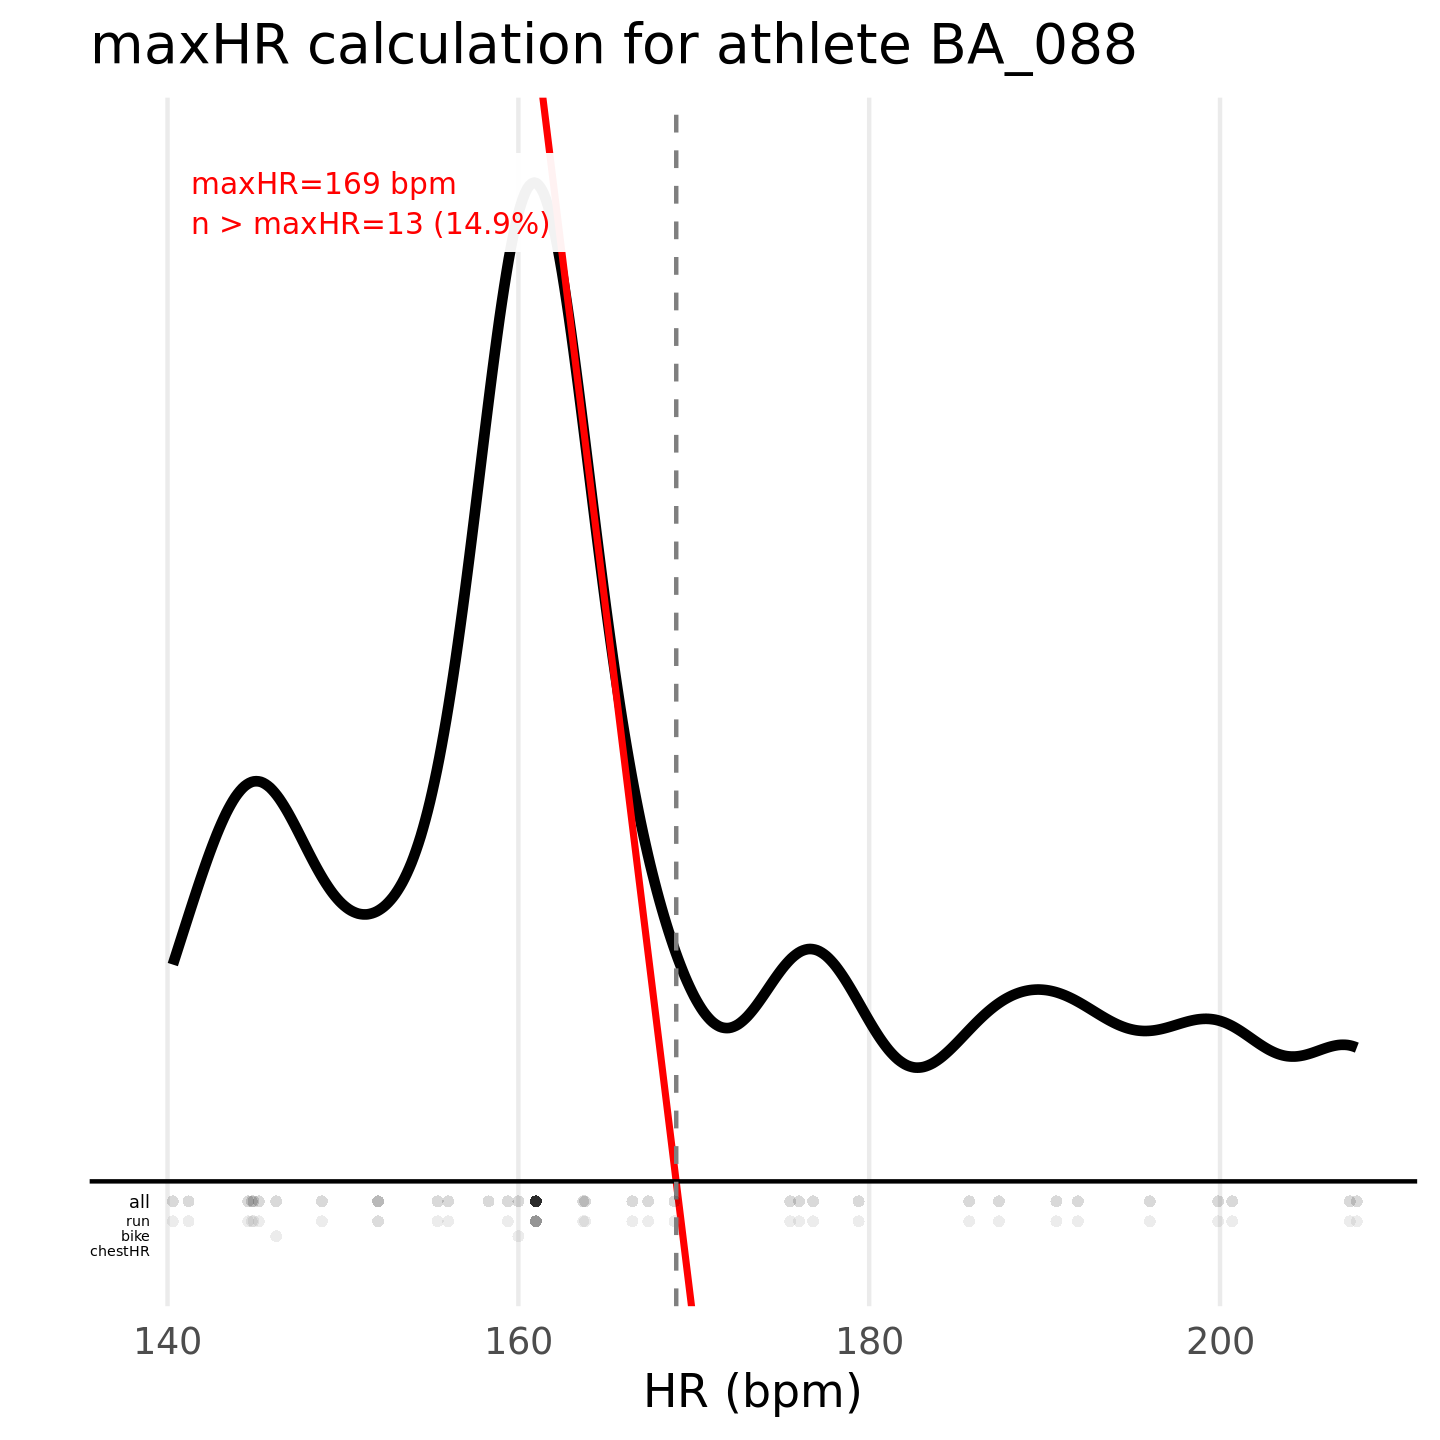 maxHR calculation for athlete BA_088
maxHR=169 bpm
n > maxHR=13 (14.9%)
all
run
bike
chestHR
140 160 180 200
HR (bpm)